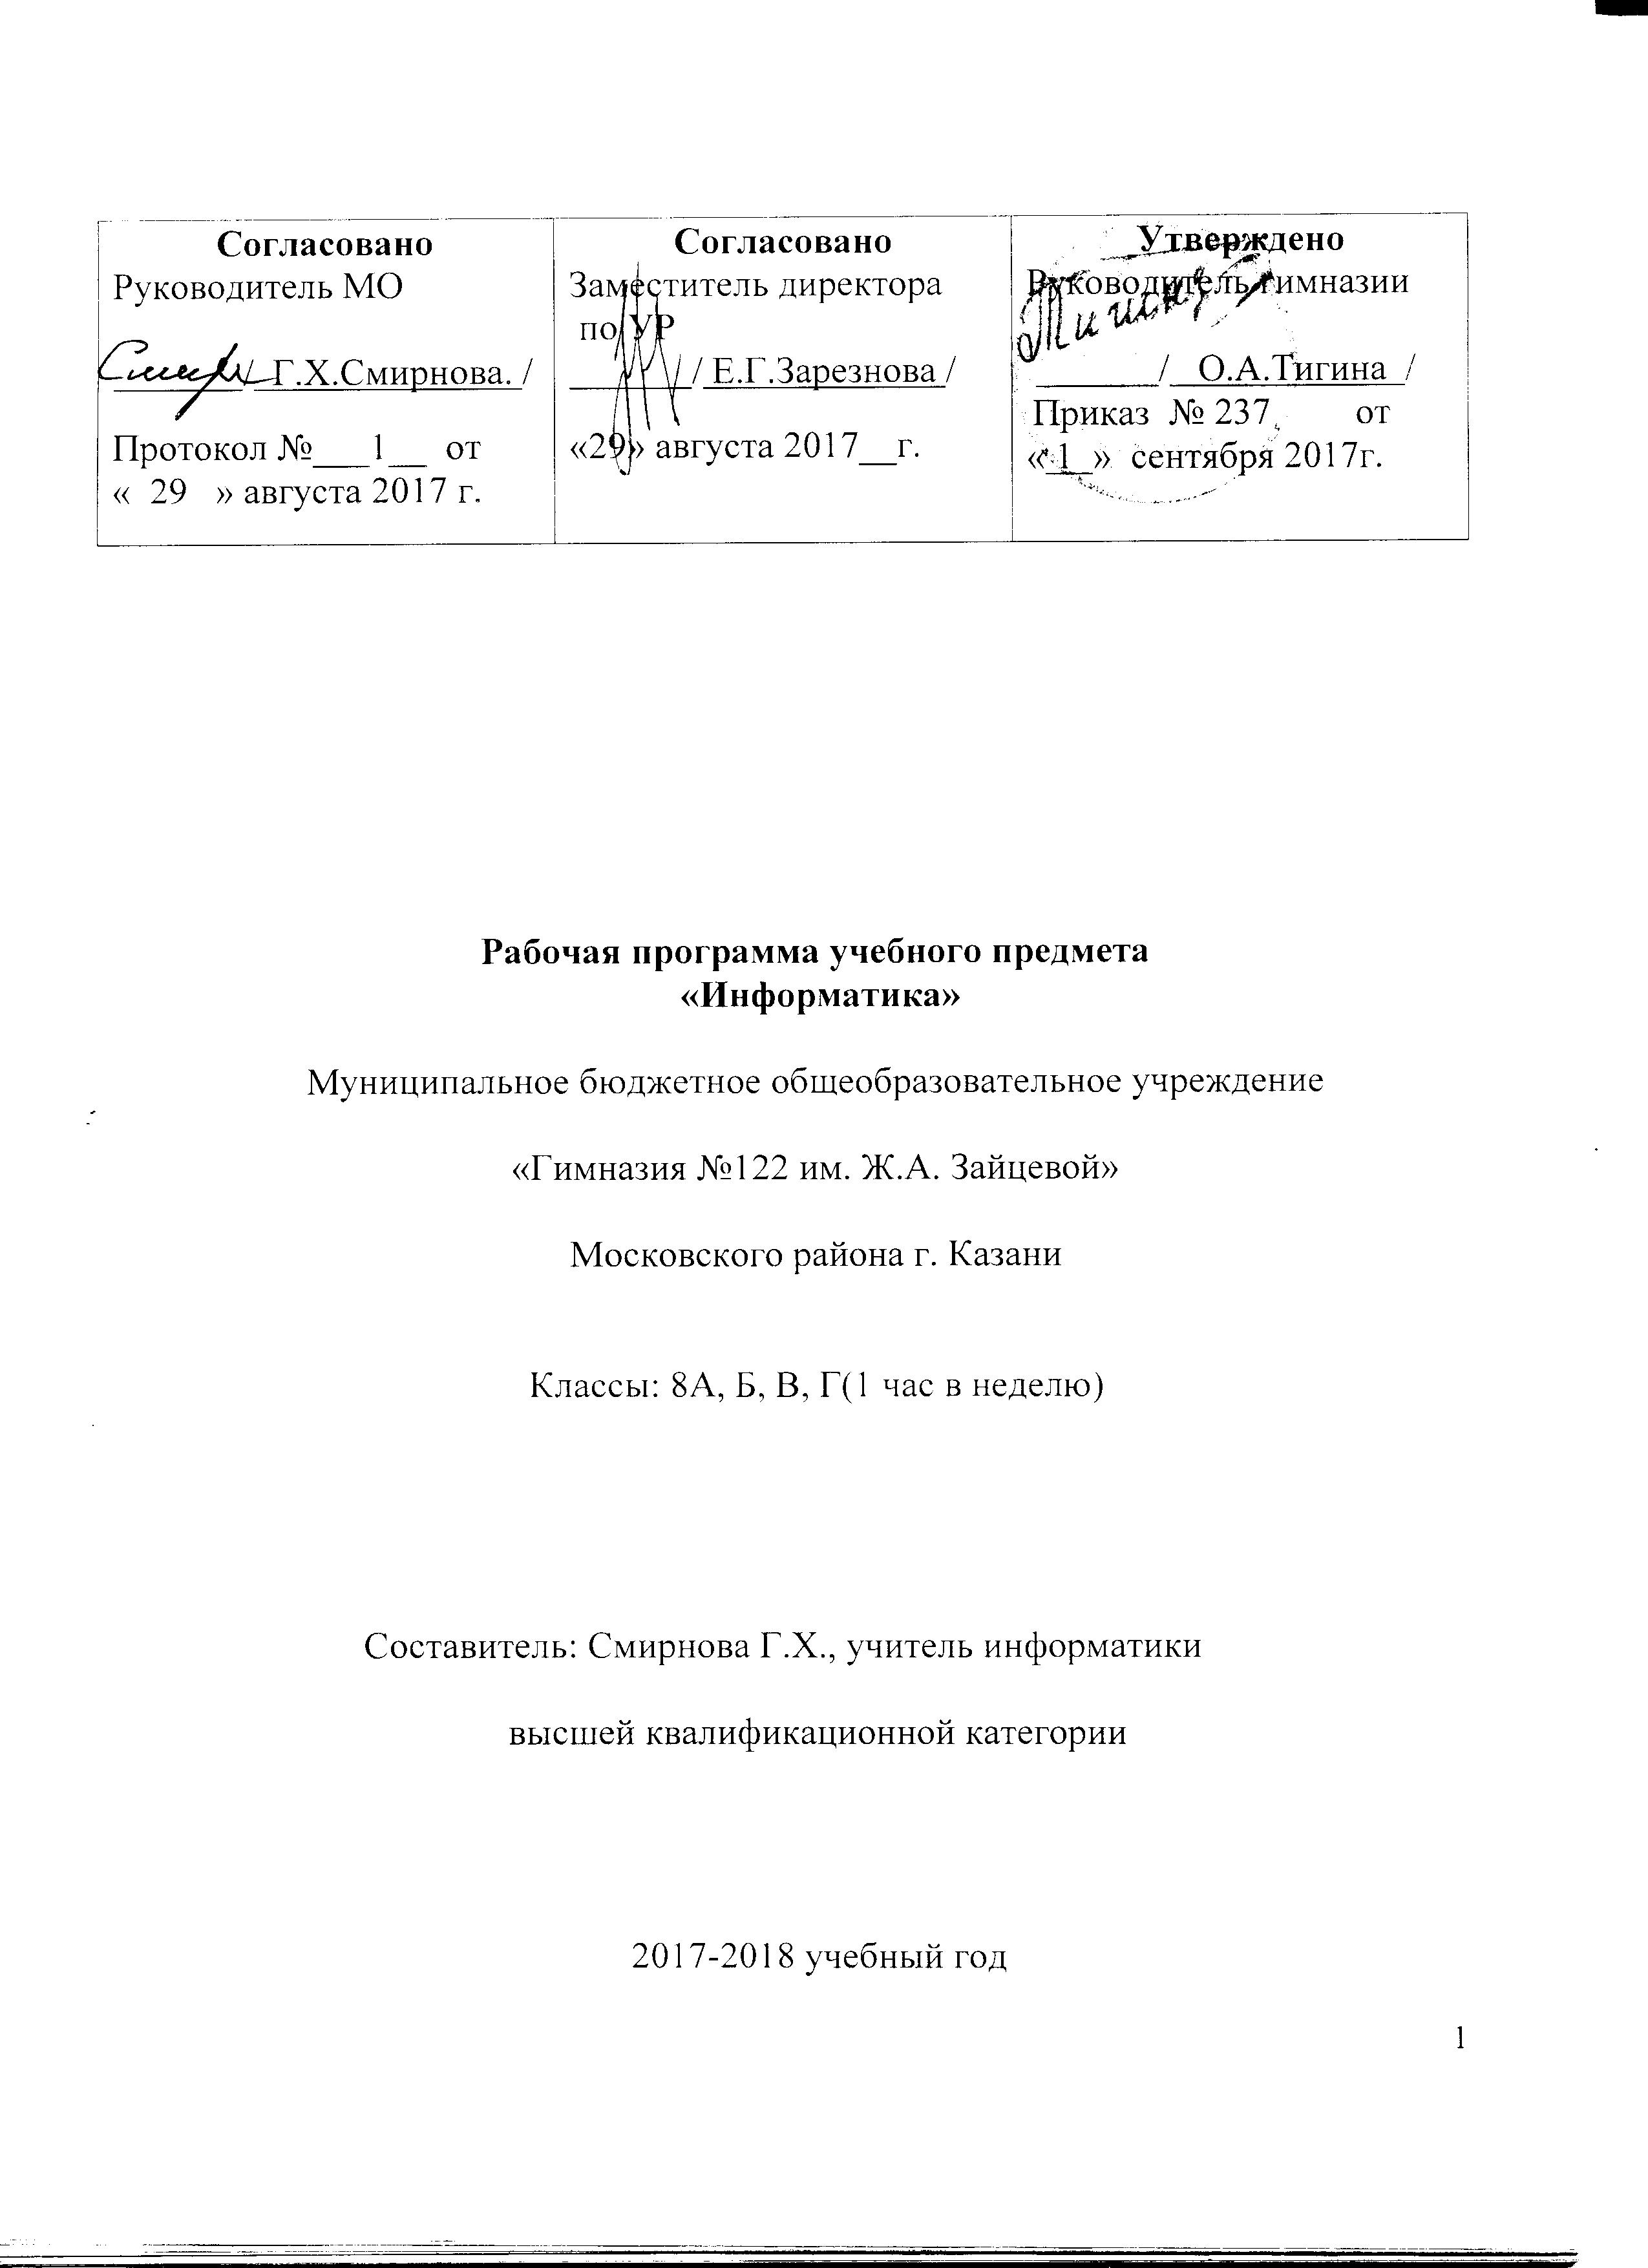 Согласовано
Руководитель МО
/ Г.Х.Смирнова. /
Протокол №___1__ от
« 29 » августа 2017 г.
Согласовано
Заместитель директора
по УР
/ Е.Г.Зарезнова /
«29» августа 2017__г.
Утверждено
Руководитель гимназии
/ О.А.Тигина /
Приказ № 237 от
«_1_» сентября 2017г.
Рабочая программа учебного предмета
«Информатика»
Муниципальное бюджетное общеобразовательное учреждение
«Гимназия №122 им. Ж.А. Зайцевой»
Московского района г. Казани
Классы: 8А, Б, В, Г(1 час в неделю)
Составитель: Смирнова Г.Х., учитель информатики
высшей квалификационной категории
2017-2018 учебный год
1